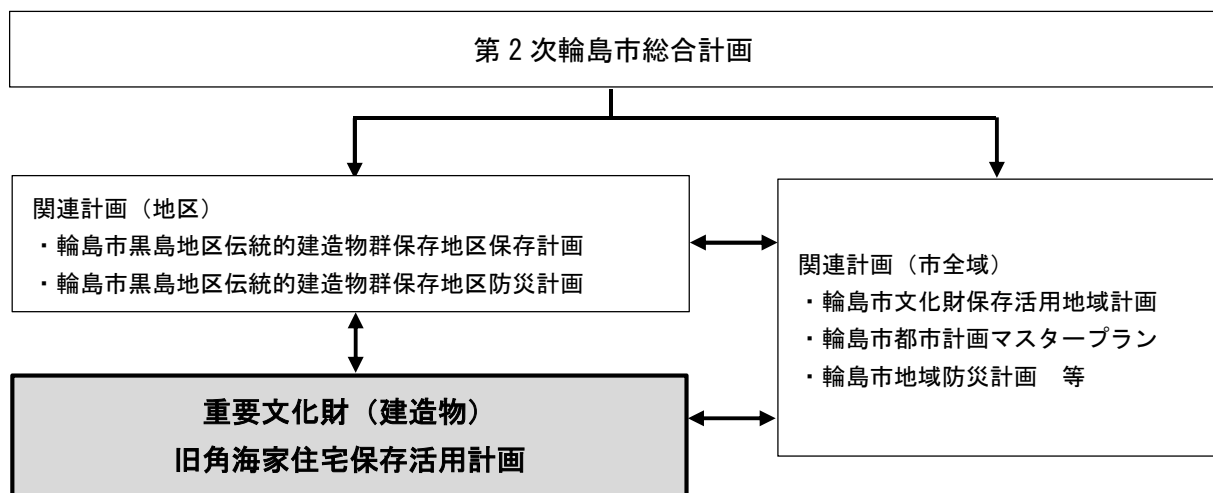 第2次輪島市総合計画
関連計画（地区）
・輪島市黒島地区伝統的建造物群保存地区保存計画
・輪島市黒島地区伝統的建造物群保存地区防災計画
関連計画（市全域）
・輪島市文化財保存活用地域計画
・輪島市都市計画マスタープラン
・輪島市地域防災計画　等
重要文化財（建造物）
旧角海家住宅保存活用計画